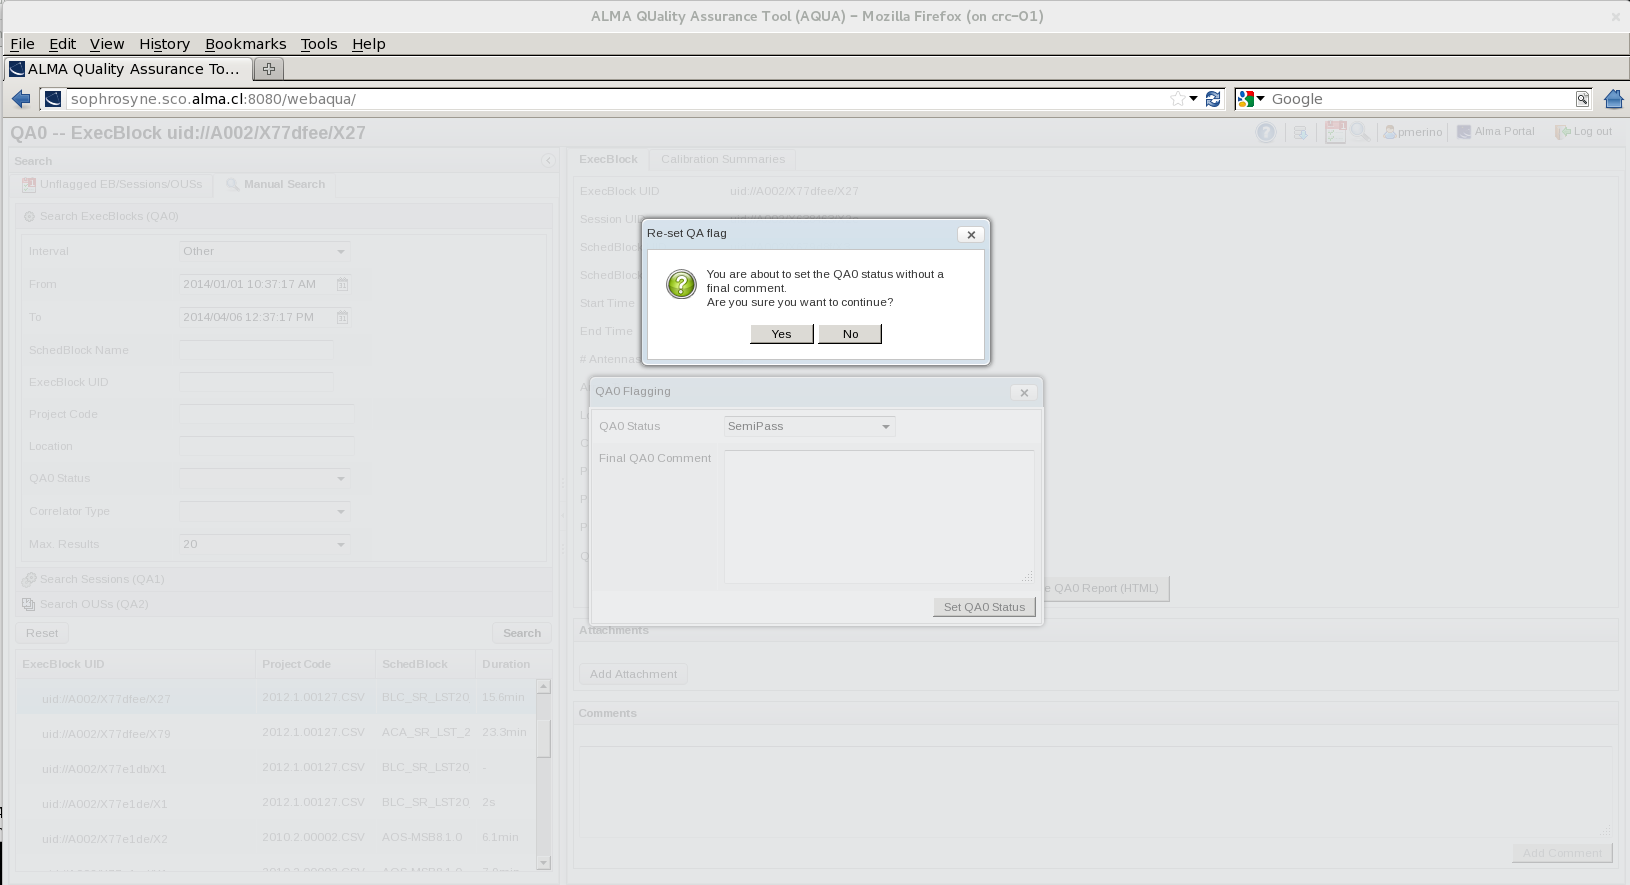 ALMA QUality Assurance Tool (AQUA) – Mozilla Firefox (on crc–01)
File Edit View History Bookmarks Tools Help
ALMA QUality Assurance To...
sophrosyne.sco.alma.cl:8080/webaqua/
Google
QA0 -- ExecBlock uid://A002/X77dfee/X27
pmerino
Alma Portal
Log out
Search
ExecBlock
Calibration Summaries
Unflagged EB/Sessions/OUSs
Manual Search
Search ExecBlocks (QA0)
Interval
Other
From
2014/01/01 10:37:17 AM
To
2014/04/06 12:37:17 PM
SchedBlock Name
ExecBlock UID
Project Code
Location
QA0 Status
Correlator Type
Max. Results
20
Search Sessions (QA1)
Search OUSs (QA2)
Reset
Search
ExecBlock UID Project Code SchedBlock Duration
uid://A002/X77dfee/X27 2012.1.00127.CSV BLC_SR_LST20 15.6min
uid://A002/X77dfee/X79 2012.1.00127.CSV ACA_SR_LST_2 23.3min
uid://A002/X77e1db/X1 2012.1.00127.CSV BLC_SR_LST20 -
uid://A002/X77e1de/X1 2012.1.00127.CSV BLC_SR_LST20 2s
uid://A002/X77e1de/X2 2010.2.00002.CSV AOS-MSB8.1.0 6.1min
ExecBlock UID
uid://A002/X77dfee/X27
Session UID
SchedBlock
SchedBlock
Start Time
End Time
# Antennas
Re-set QA flag
You are about to set the QA0 status without a
final comment.
Are you sure you want to continue?
Yes
No
QA0 Flagging
QA0 Status
SemiPass
Final QA0 Comment
Set QA0 Status
QA0 Report (HTML)
Attachments
Add Attachment
Comments
Add Comment